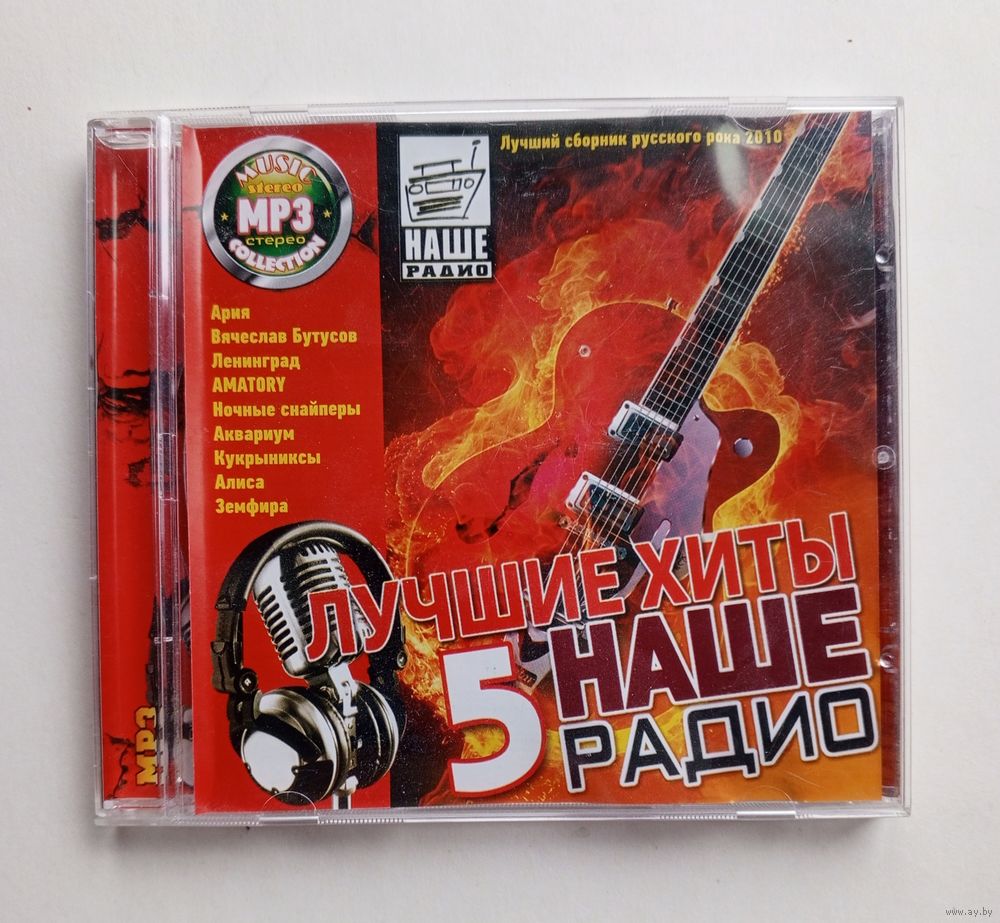 MUSIC
stereo
MP3
стерео
COLLECTION
НАШЕ
РАДИО
Лучший сборник русского рока 2010
Ария
Вячеслав Бутусов
Ленинград
AMATORY
Ночные снайперы
Аквариум
Кукрыниксы
Алиса
Земфира
ЛУЧШИЕ ХИТЫ
5 НАШЕ
РАДИО
MP3
www.ay.by